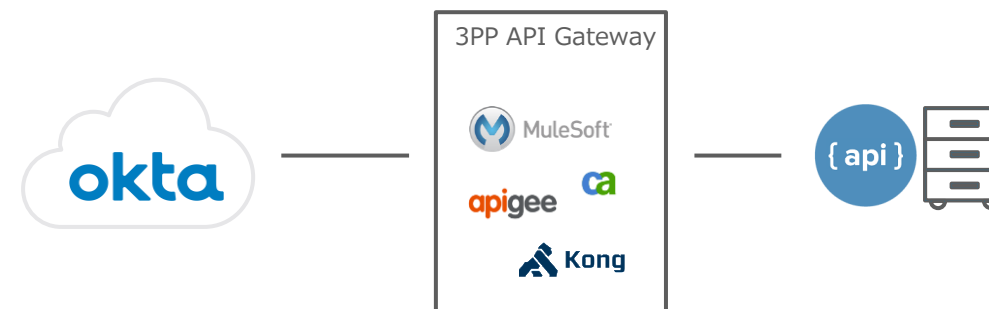 3PP API Gateway
okta
MuleSoft
ca
apigee
Kong
{ api }